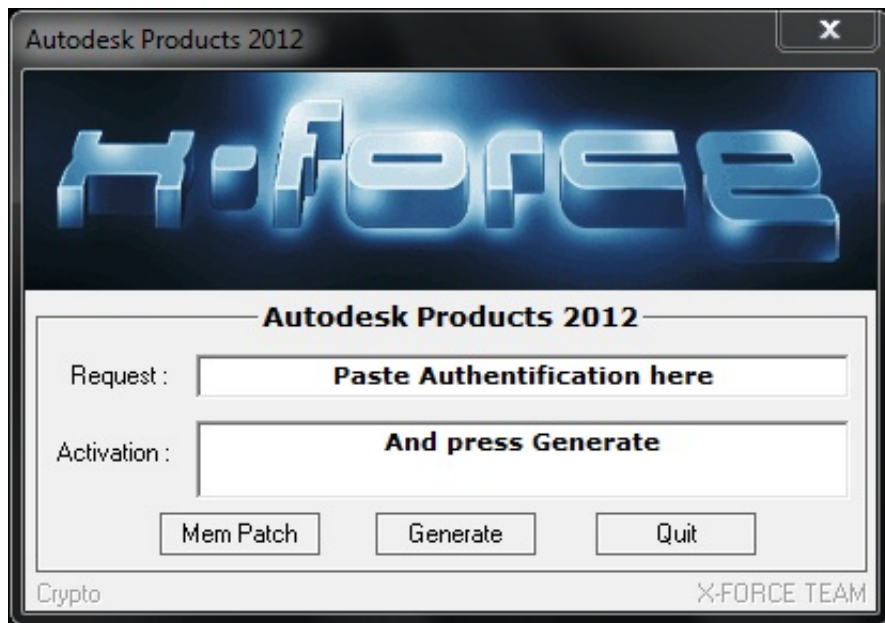 Autodesk Products 2012
X
x-force
Autodesk Products 2012
Request :
Paste Authentification here
Activation :
And press Generate
Mem Patch
Generate
Quit
Crypto
X-FORCE TEAM